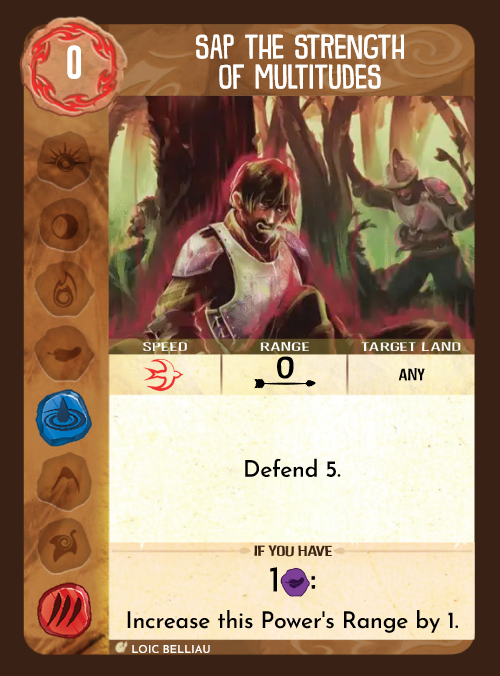 0
SAP THE STRENGTH
OF MULTITUDES
SPEED RANGE TARGET LAND
0 ANY
Defend 5.
IF YOU HAVE
1 :
Increase this Power's Range by 1.
LOIC BELLIAU